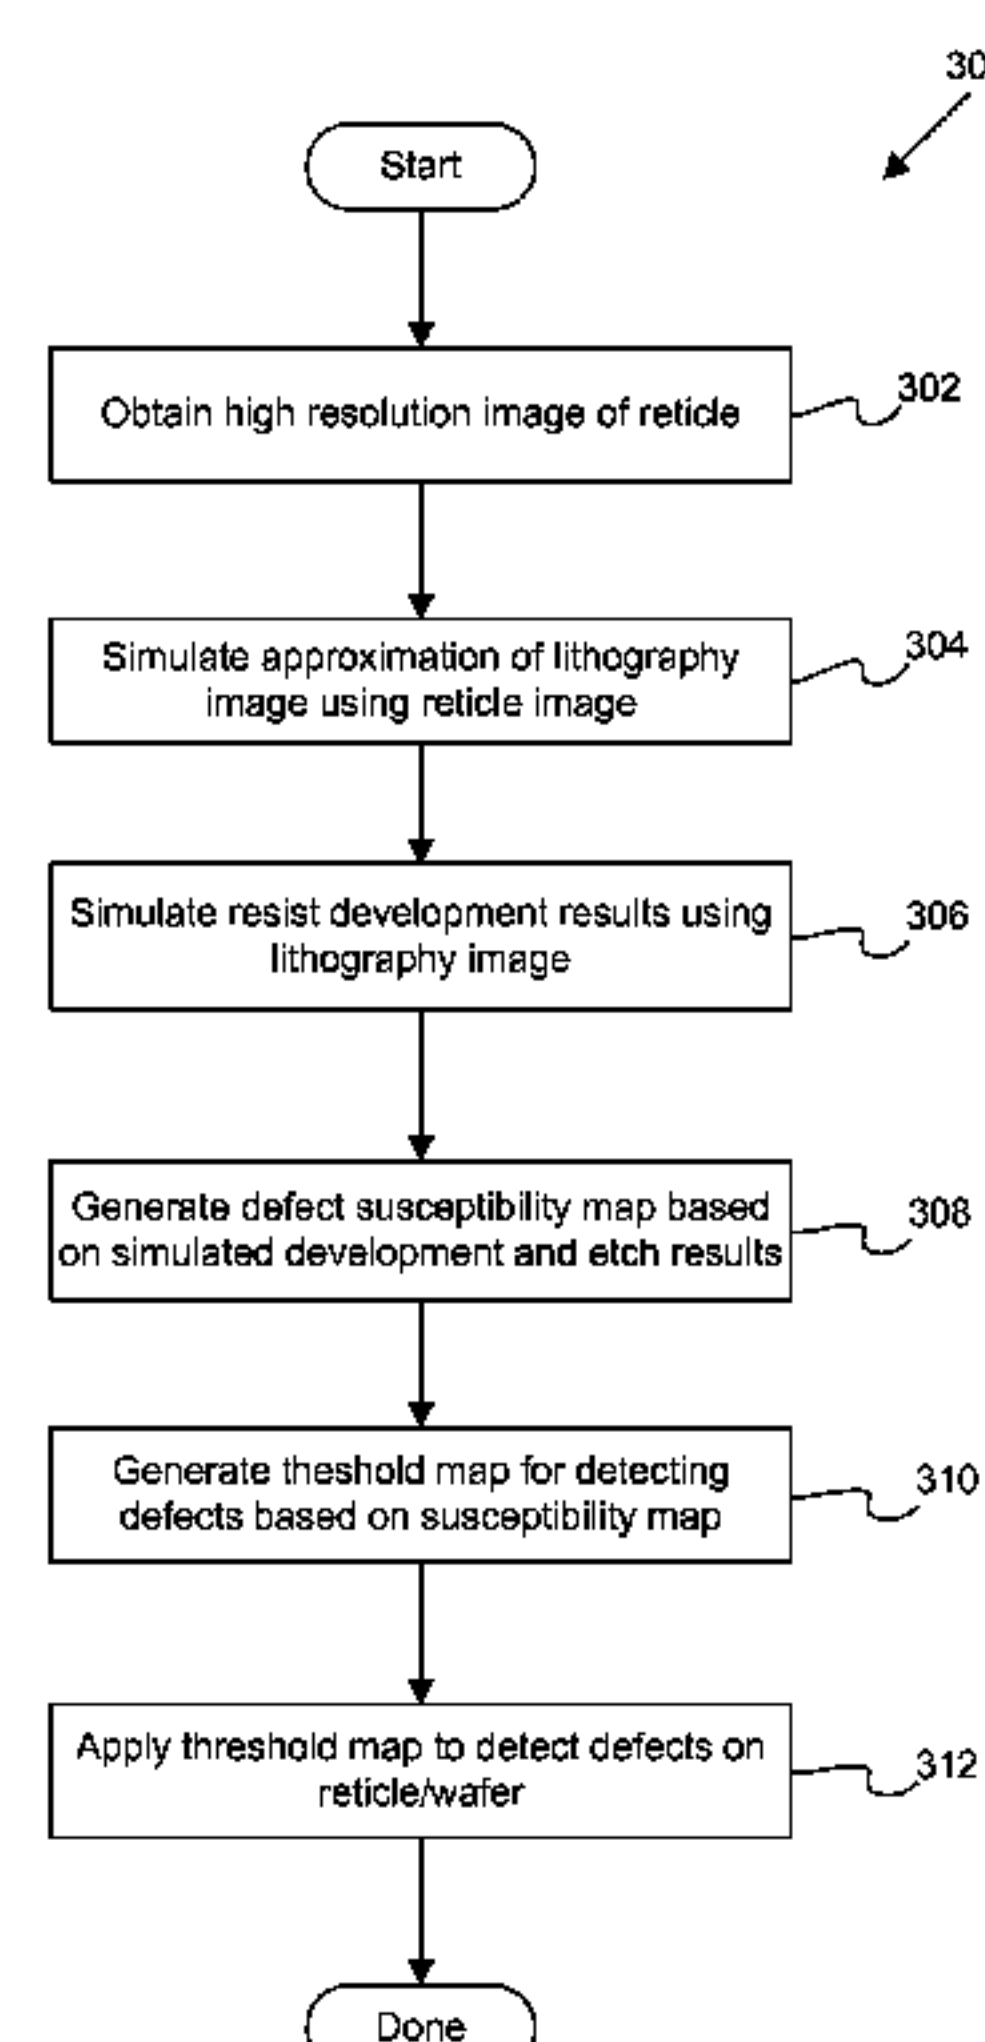 30
Start
Obtain high resolution image of reticle
302
Simulate approximation of lithography
image using reticle image
304
Simulate resist development results using
lithography image
306
Generate defect susceptibility map based
on simulated development and etch results
308
Generate theshold map for detecting
defects based on susceptibility map
310
Apply threshold map to detect defects on
reticle/wafer
312
Done